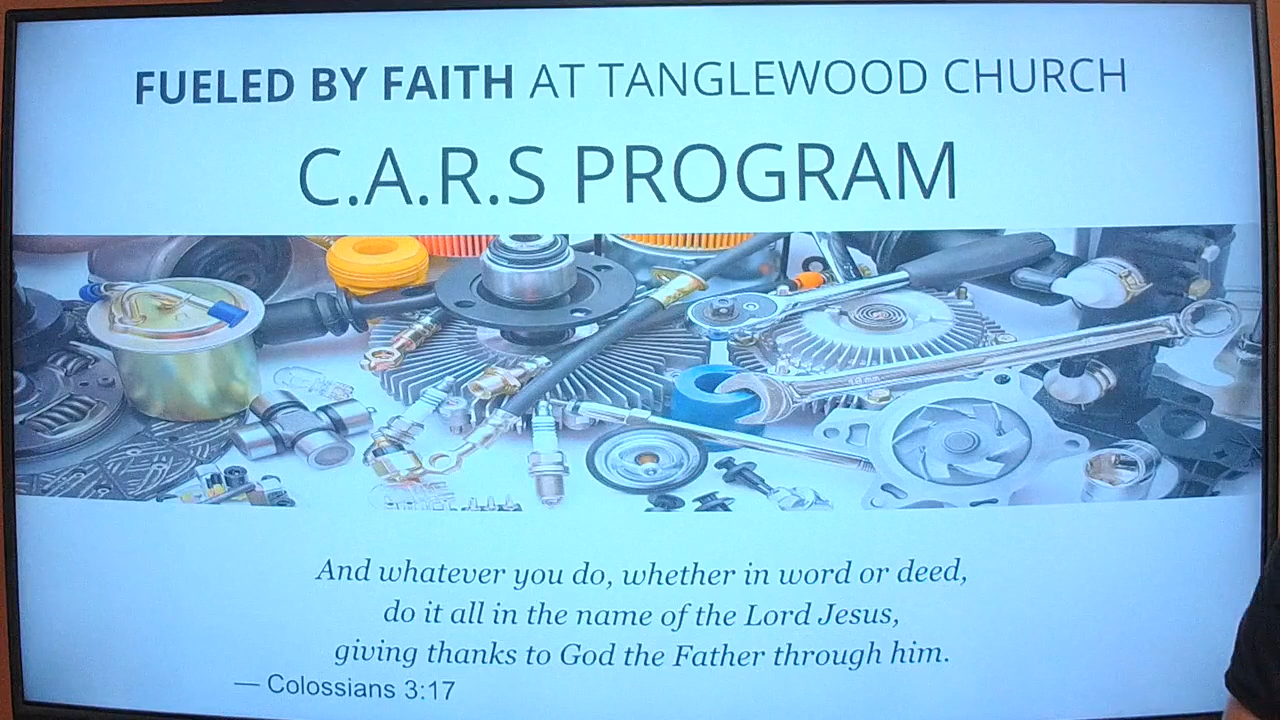 FUELED BY FAITH AT TANGLEWOOD CHURCH
C.A.R.S PROGRAM
And whatever you do, whether in word or deed,
do it all in the name of the Lord Jesus,
giving thanks to God the Father through him.
— Colossians 3:17